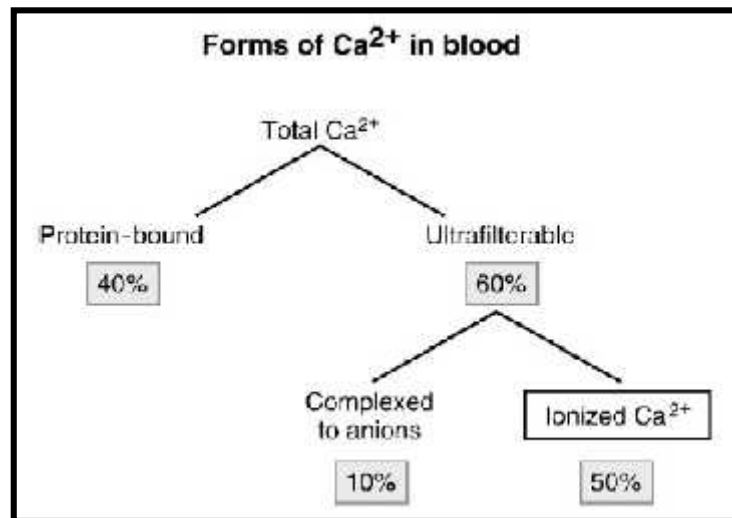 Forms of Ca²⁺ in blood
Total Ca²⁺
Protein-bound
Ultrafilterable
40%
60%
Complexed
to anions
Ionized Ca²⁺
10%
50%